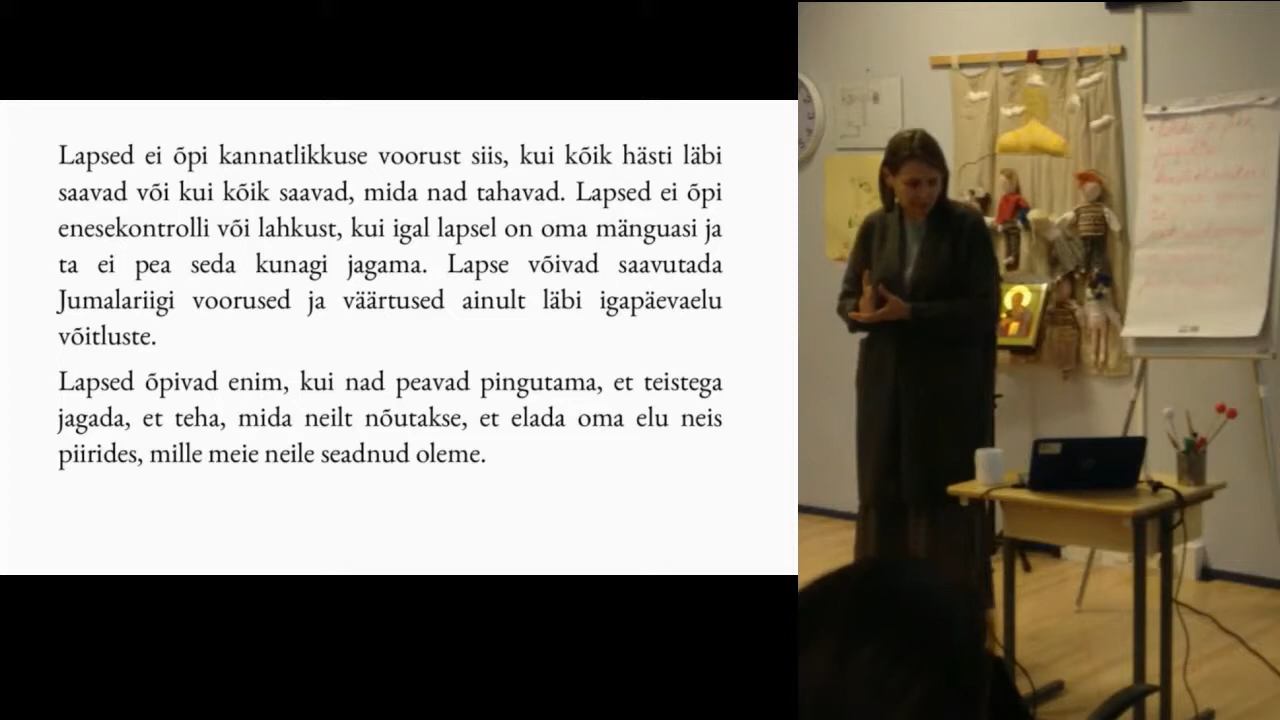 Lapsed ei õpi kannatlikkuse voorust siis, kui kõik hästi läbi
saavad või kui kõik saavad, mida nad tahavad. Lapsed ei õpi
enesekontrolli või lahkust, kui igal lapsel on oma mänguasi ja
ta ei pea seda kunagi jagama. Lapse võivad saavutada
Jumalariigi voorused ja väärtused ainult läbi igapäevaelu
võitluste.
Lapsed õpivad enim, kui nad peavad pingutama, et teistega
jagada, et teha, mida neilt nõutakse, et elada oma elu neis
piirides, mille meie neile seadnud oleme.